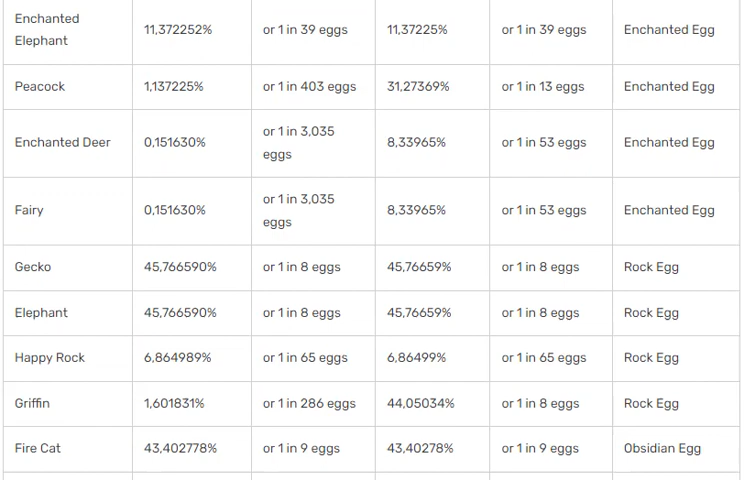 Enchanted
Elephant 11,372252% or 1 in 39 eggs 11,37225% or 1 in 39 eggs Enchanted Egg
Peacock 1,137225% or 1 in 403 eggs 31,27369% or 1 in 13 eggs Enchanted Egg
Enchanted Deer 0,151630% or 1 in 3,035
eggs 8,33965% or 1 in 53 eggs Enchanted Egg
Fairy 0,151630% or 1 in 3,035
eggs 8,33965% or 1 in 53 eggs Enchanted Egg
Gecko 45,766590% or 1 in 8 eggs 45,76659% or 1 in 8 eggs Rock Egg
Elephant 45,766590% or 1 in 8 eggs 45,76659% or 1 in 8 eggs Rock Egg
Happy Rock 6,864989% or 1 in 65 eggs 6,86499% or 1 in 65 eggs Rock Egg
Griffin 1,601831% or 1 in 286 eggs 44,05034% or 1 in 8 eggs Rock Egg
Fire Cat 43,402778% or 1 in 9 eggs 43,40278% or 1 in 9 eggs Obsidian Egg